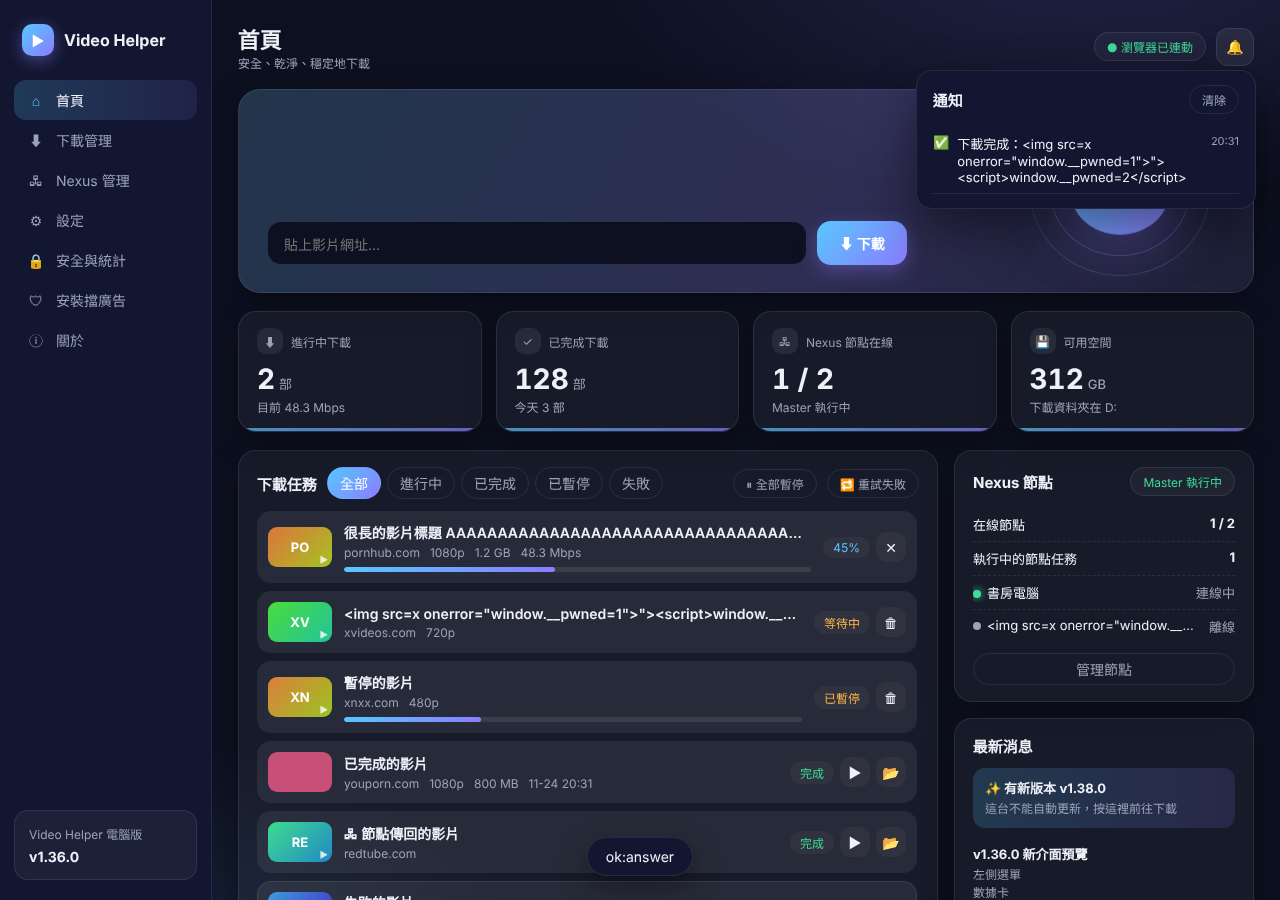 Video Helper
首頁
下載管理
Nexus 管理
設定
安全與統計
安裝擋廣告
關於
Video Helper 電腦版
v1.36.0
首頁
安全、乾淨、穩定地下載
瀏覽器已連動
通知
清除
下載完成：<img src=x
onerror="window.__pwned=1">">
<script>window.__pwned=2</script>
20:31
貼上影片網址...
下載
進行中下載
2 部
目前 48.3 Mbps
已完成下載
128 部
今天 3 部
Nexus 節點在線
1 / 2
Master 執行中
可用空間
312 GB
下載資料夾在 D:
下載任務
全部
進行中
已完成
已暫停
失敗
全部暫停
重試失敗
PO
很長的影片標題 AAAAAAAAAAAAAAAAAAAAAAAAAAAAAAAA...
pornhub.com 1080p 1.2 GB 48.3 Mbps
45%
XV
<img src=x onerror="window.__pwned=1">"><script>window.__...
xvideos.com 720p
等待中
XN
暫停的影片
xnxx.com 480p
已暫停
已完成的影片
youporn.com 1080p 800 MB 11-24 20:31
完成
RE
節點傳回的影片
redtube.com
完成
ok:answer
Nexus 節點
Master 執行中
在線節點
1 / 2
執行中的節點任務
1
書房電腦
連線中
<img src=x onerror="window.__...
離線
管理節點
最新消息
有新版本 v1.38.0
這台不能自動更新，按這裡前往下載
v1.36.0 新介面預覽
左側選單
數據卡